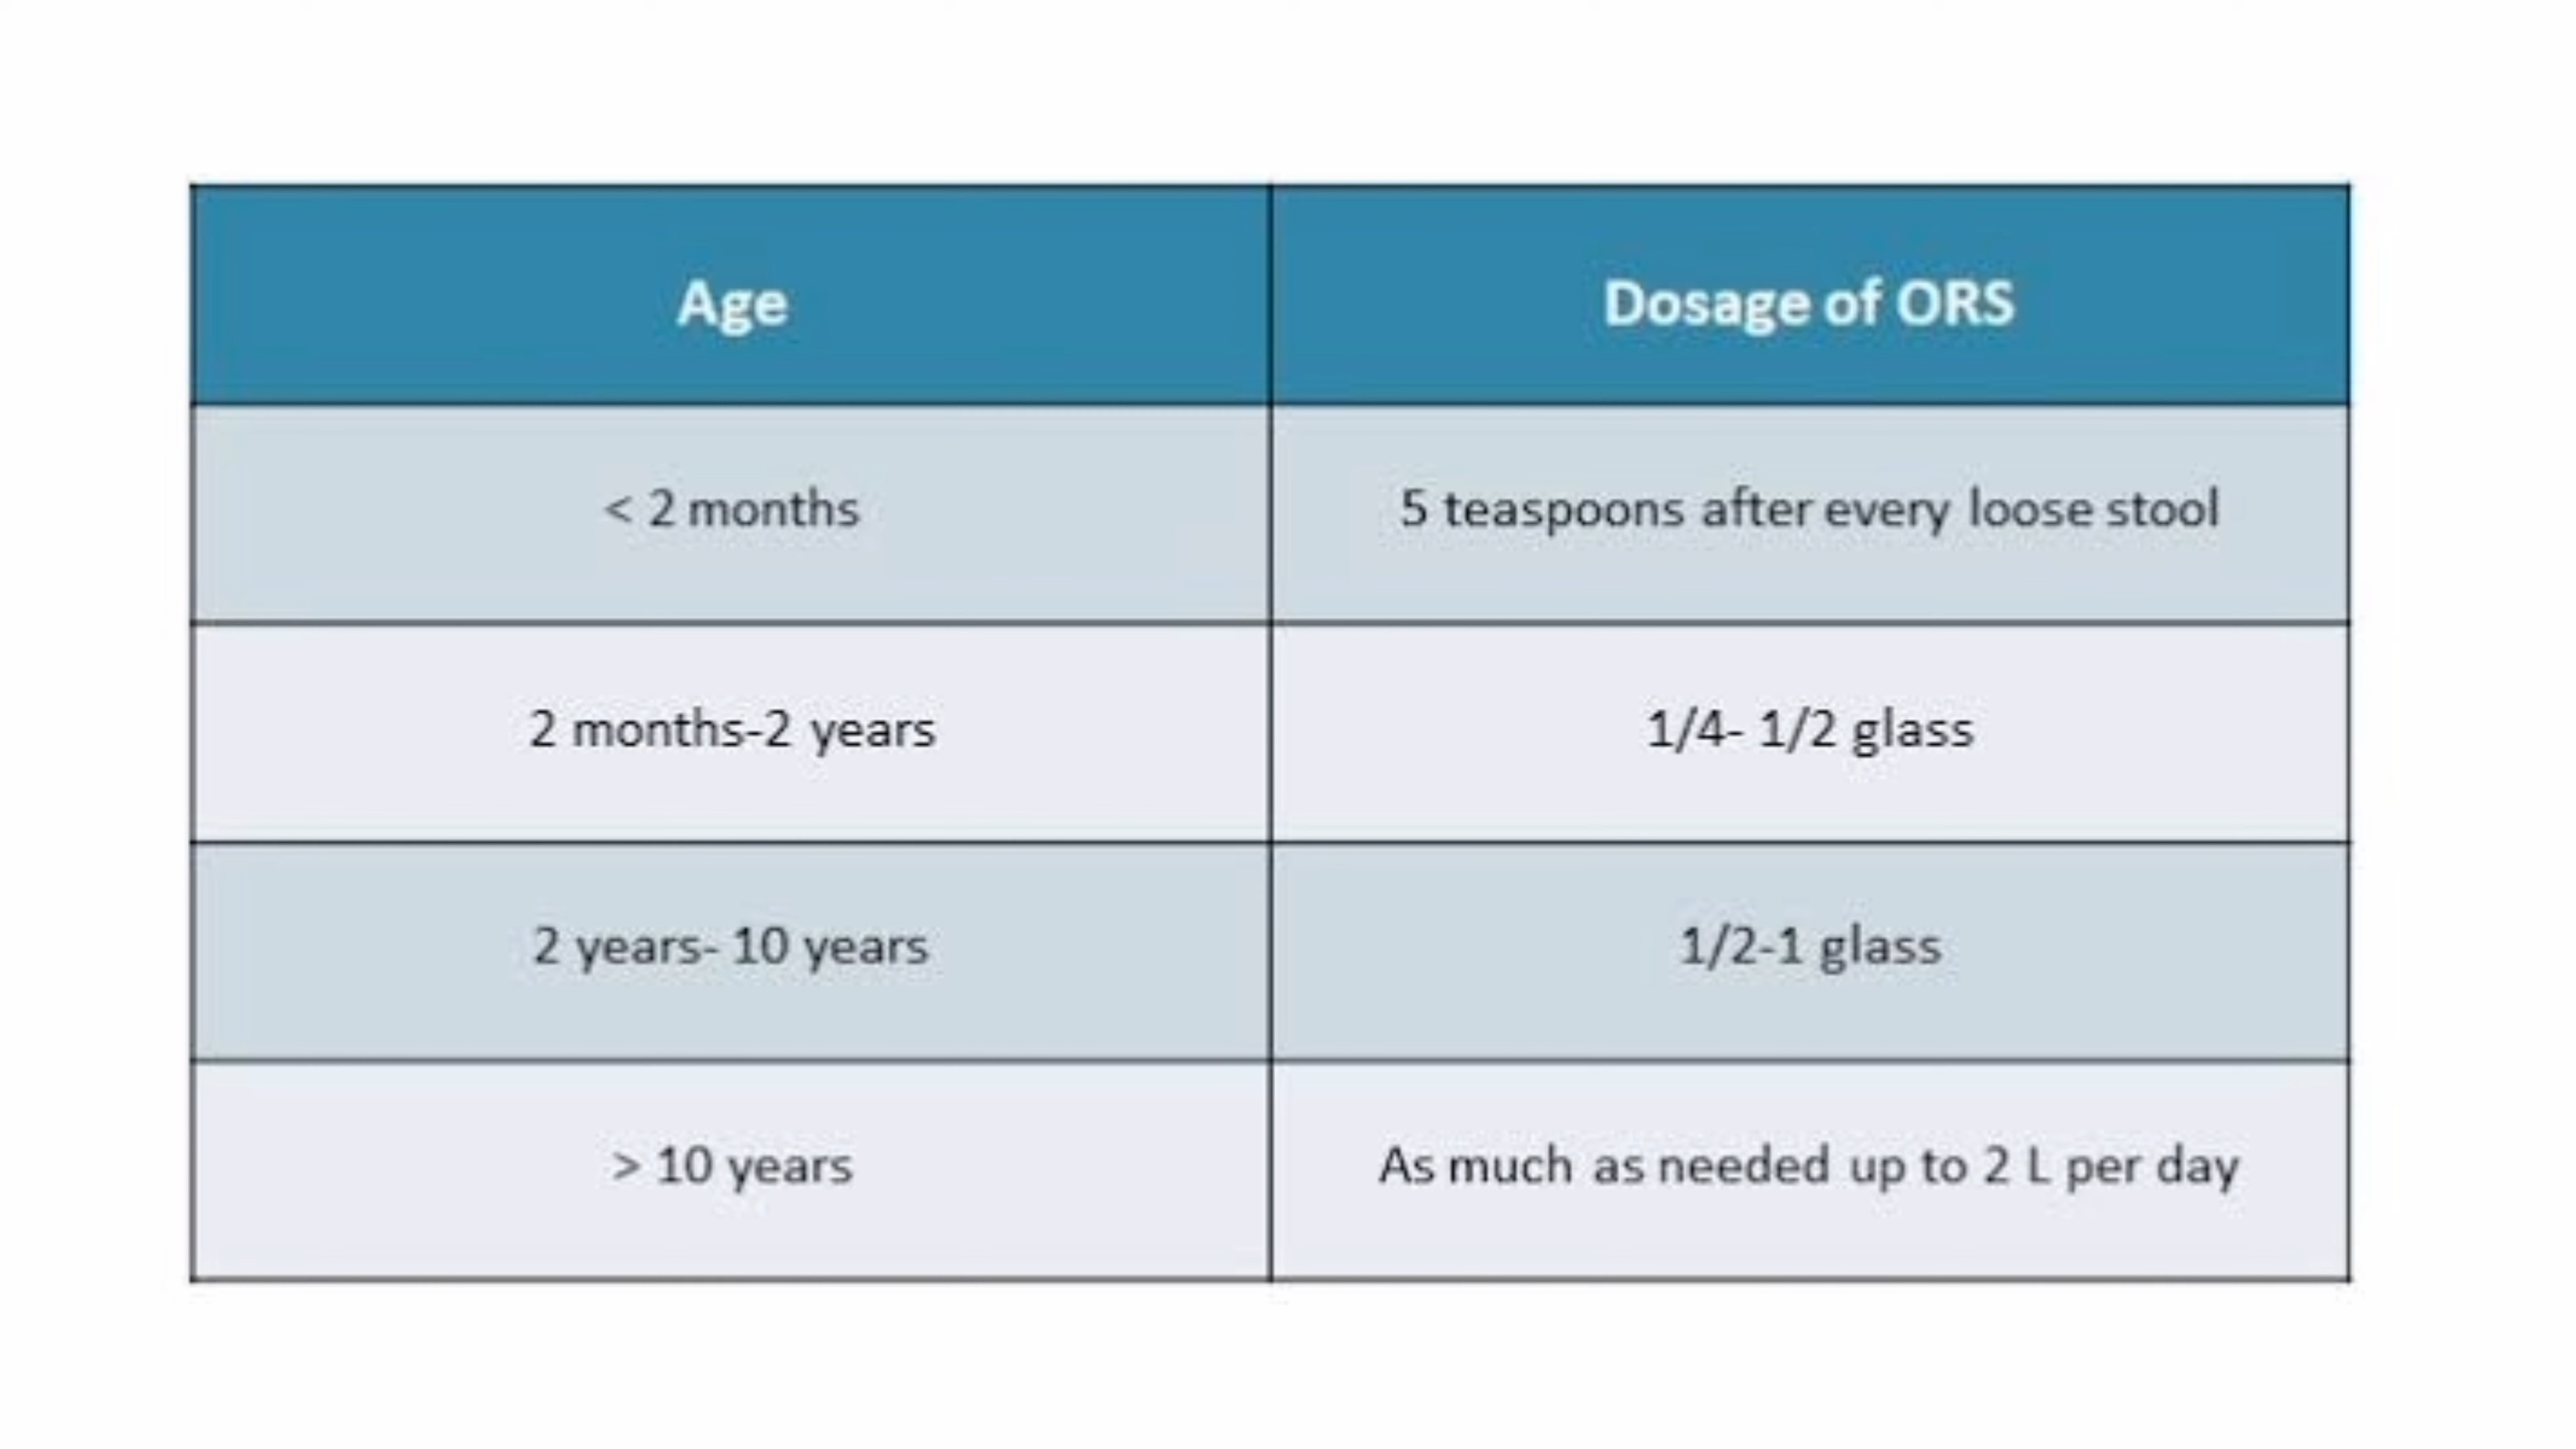 Age
Dosage of ORS
< 2 months
5 teaspoons after every loose stool
2 months-2 years
1/4- 1/2 glass
2 years- 10 years
1/2-1 glass
> 10 years
As much as needed up to 2 L per day